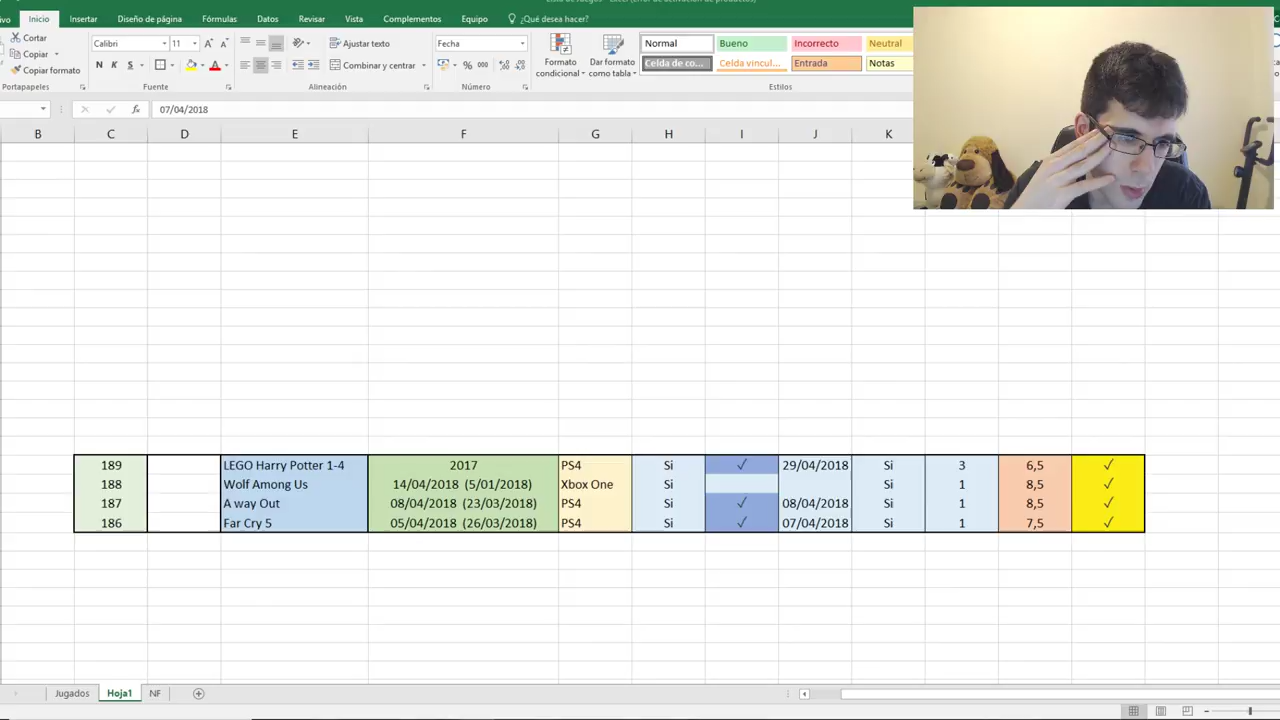 Inicio Insertar Diseño de página Fórmulas Datos Revisar Vista Complementos Equipo ¿Qué desea hacer?
Cortar
Copiar
Copiar formato
Portapapeles
Calibri 11
N K S
Fuente
Ajustar texto
Combinar y centrar
Alineación
Fecha
% 000
Número
Formato condicional
Dar formato como tabla
Normal Bueno Incorrecto Neutral
Celda de co... Celda vincul... Entrada Notas
Estilos
fx 07/04/2018
B C D E F G H I J K
189 LEGO Harry Potter 1-4 2017 PS4 Si ✓ 29/04/2018 Si 3 6,5 ✓
188 Wolf Among Us 14/04/2018 (5/01/2018) Xbox One Si Si 1 8,5 ✓
187 A way Out 08/04/2018 (23/03/2018) PS4 Si ✓ 08/04/2018 Si 1 8,5 ✓
186 Far Cry 5 05/04/2018 (26/03/2018) PS4 Si ✓ 07/04/2018 Si 1 7,5 ✓
Jugados Hoja1 NF